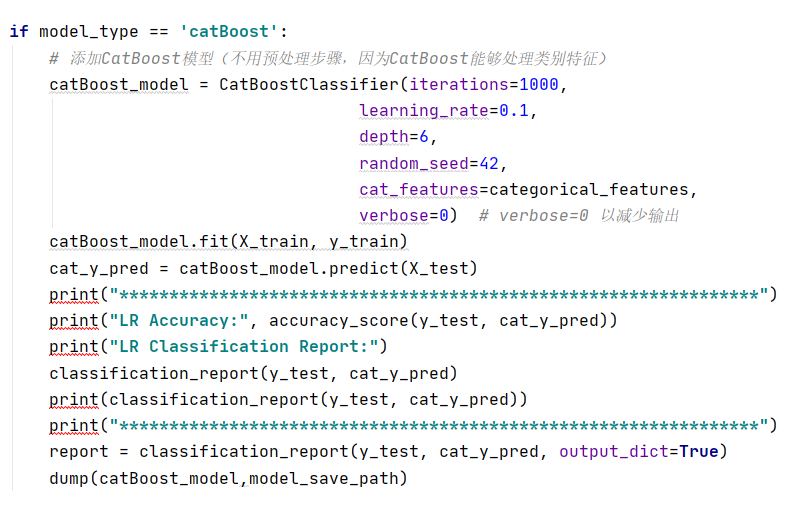 if model_type == 'catBoost':
    # 添加CatBoost模型（不用预处理步骤，因为CatBoost能够处理类别特征）
    catBoost_model = CatBoostClassifier(iterations=1000,
                                   learning_rate=0.1,
                                   depth=6,
                                   random_seed=42,
                                   cat_features=categorical_features,
                                   verbose=0)  # verbose=0 以减少输出
    catBoost_model.fit(X_train, y_train)
    cat_y_pred = catBoost_model.predict(X_test)
    print("****************************************************************")
    print("LR Accuracy:", accuracy_score(y_test, cat_y_pred))
    print("LR Classification Report:")
    classification_report(y_test, cat_y_pred)
    print(classification_report(y_test, cat_y_pred))
    print("****************************************************************")
    report = classification_report(y_test, cat_y_pred, output_dict=True)
    dump(catBoost_model,model_save_path)